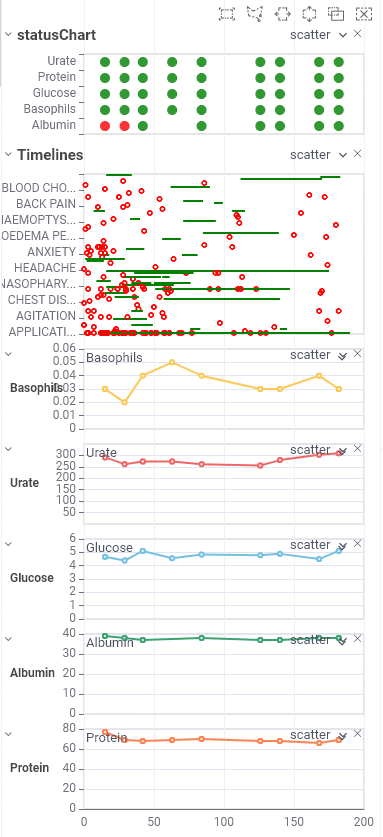 statusChart scatter
Urate
Protein
Glucose
Basophils
Albumin
Timelines scatter
BLOOD CHO...
BACK PAIN
IAEMOPTYS...
OEDEMA PE...
ANXIETY
HEADACHE
NASOPHARY...
CHEST DIS...
AGITATION
APPLICATI...
0.06
Basophils scatter
0.05
0.04
Basophils
0.03
0.02
0.01
0
Urate scatter
300
250
200
Urate
150
100
50
6
Glucose scatter
5
4
Glucose
3
2
1
0
40
Albumin scatter
30
20
Albumin
10
0
80
Protein scatter
60
40
Protein
20
0
0 50 100 150 200